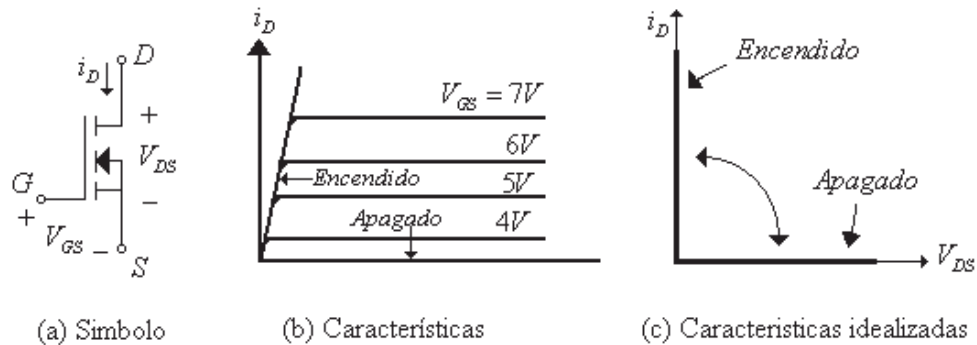 i_D
D
+
V_DS
G
+
V_GS
−
−
S
(a) Simbolo
i_D
V_GS = 7V
6V
Encendido
5V
Apagado
4V
(b) Características
i_D
Encendido
Apagado
V_DS
(c) Caracteristicas idealizadas